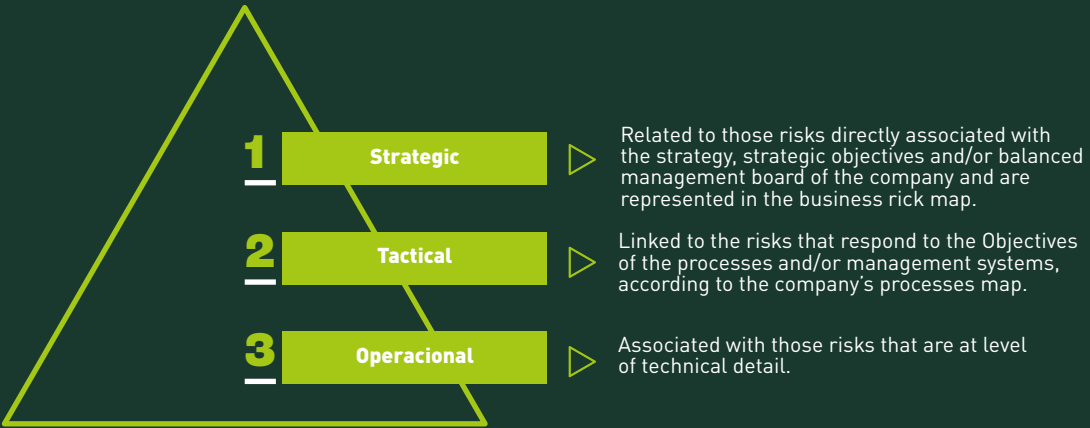 1
Strategic
Related to those risks directly associated with
the strategy, strategic objectives and/or balanced
management board of the company and are
represented in the business rick map.
2
Tactical
Linked to the risks that respond to the Objectives
of the processes and/or management systems,
according to the company’s processes map.
3
Operacional
Associated with those risks that are at level
of technical detail.